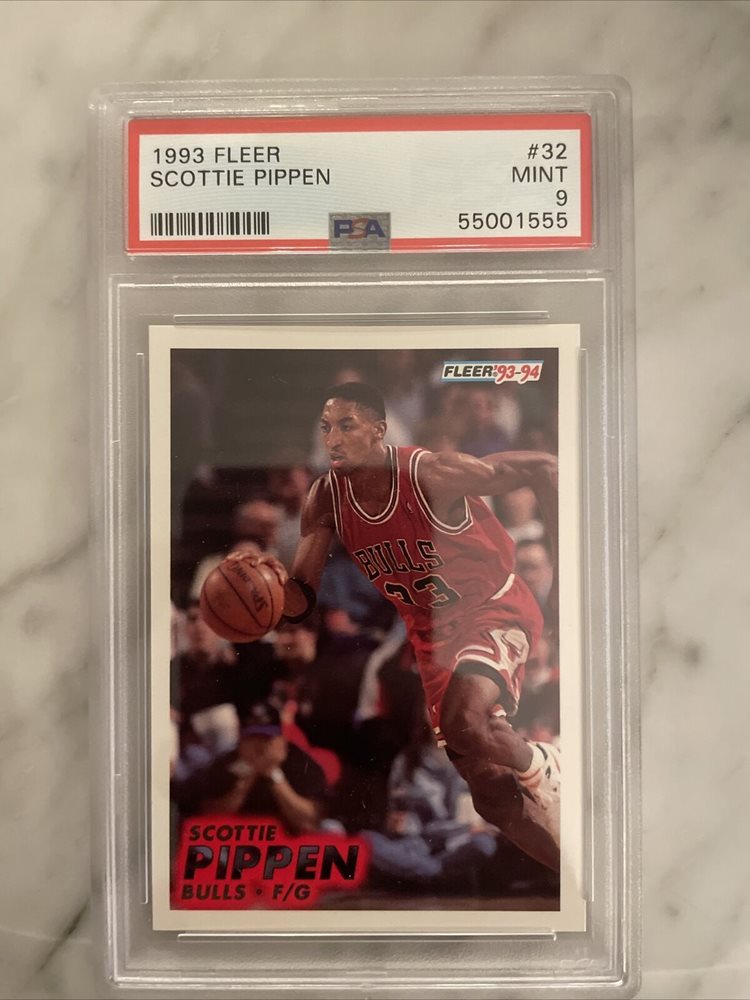 1993 FLEER #32
SCOTTIE PIPPEN MINT
9
PSA 55001555
FLEER '93-94
BULLS
33
SCOTTIE
PIPPEN
BULLS • F/G